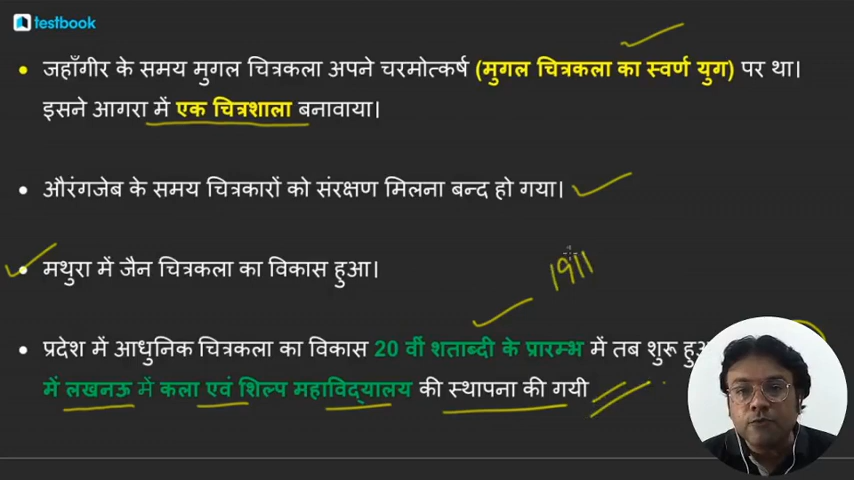 testbook
जहाँगीर के समय मुगल चित्रकला अपने चरमोत्कर्ष (मुगल चित्रकला का स्वर्ण युग) पर था।
इसने आगरा में एक चित्रशाला बनावाया।
औरंगजेब के समय चित्रकारों को संरक्षण मिलना बन्द हो गया।
मथुरा में जैन चित्रकला का विकास हुआ।
1911
प्रदेश में आधुनिक चित्रकला का विकास 20 वीं शताब्दी के प्रारम्भ में तब शुरू
में लखनऊ में कला एवं शिल्प महाविद्यालय की स्थापना की गयी